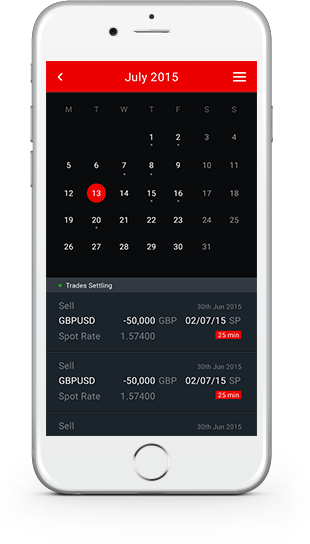 July 2015
M T W T F S S
1 2 3 4
5 6 7 8 9 10 11
12 13 14 15 16 17 18
19 20 21 22 23 24 25
26 27 28 29 30 31
Trades Settling
Sell 30th Jun 2015
GBPUSD -50,000 GBP 02/07/15 SP
Spot Rate 1.57400 25 min
Sell 30th Jun 2015
GBPUSD -50,000 GBP 02/07/15 SP
Spot Rate 1.57400 25 min
Sell 30th Jun 2015